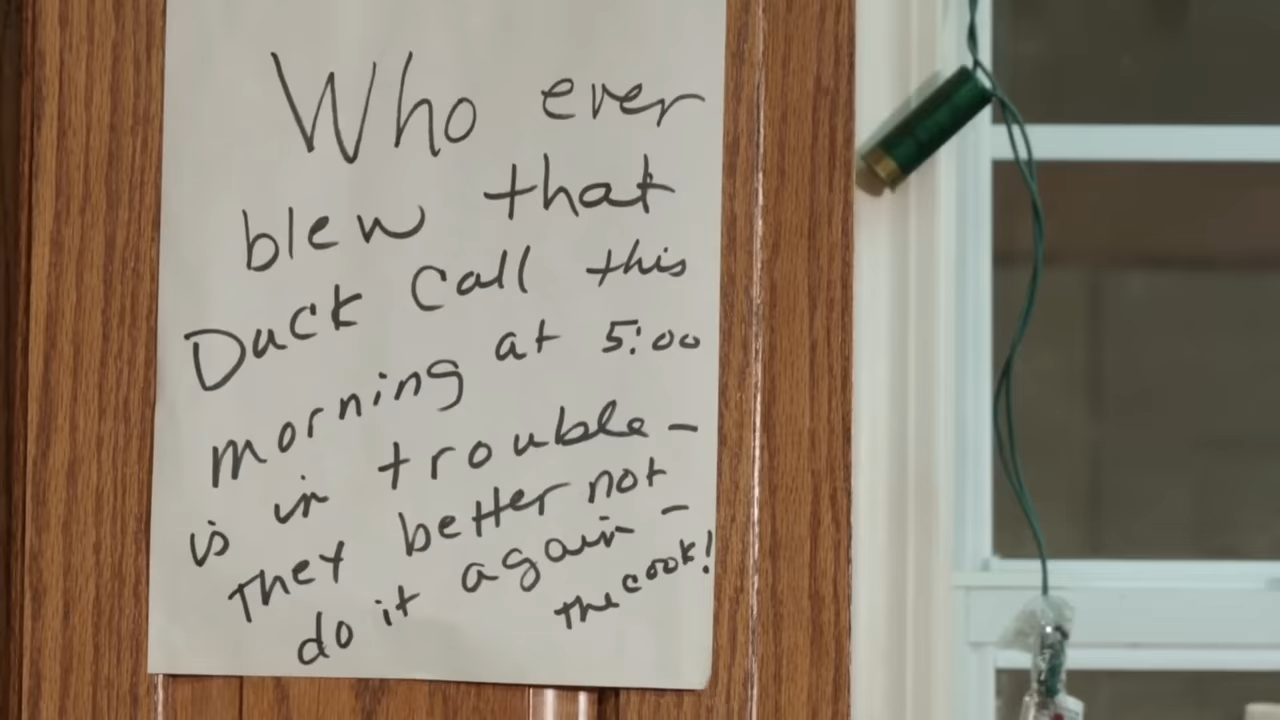 Who ever
blew that
Duck Call this
morning at 5:00
is in trouble -
They better not
do it again -
The cook!